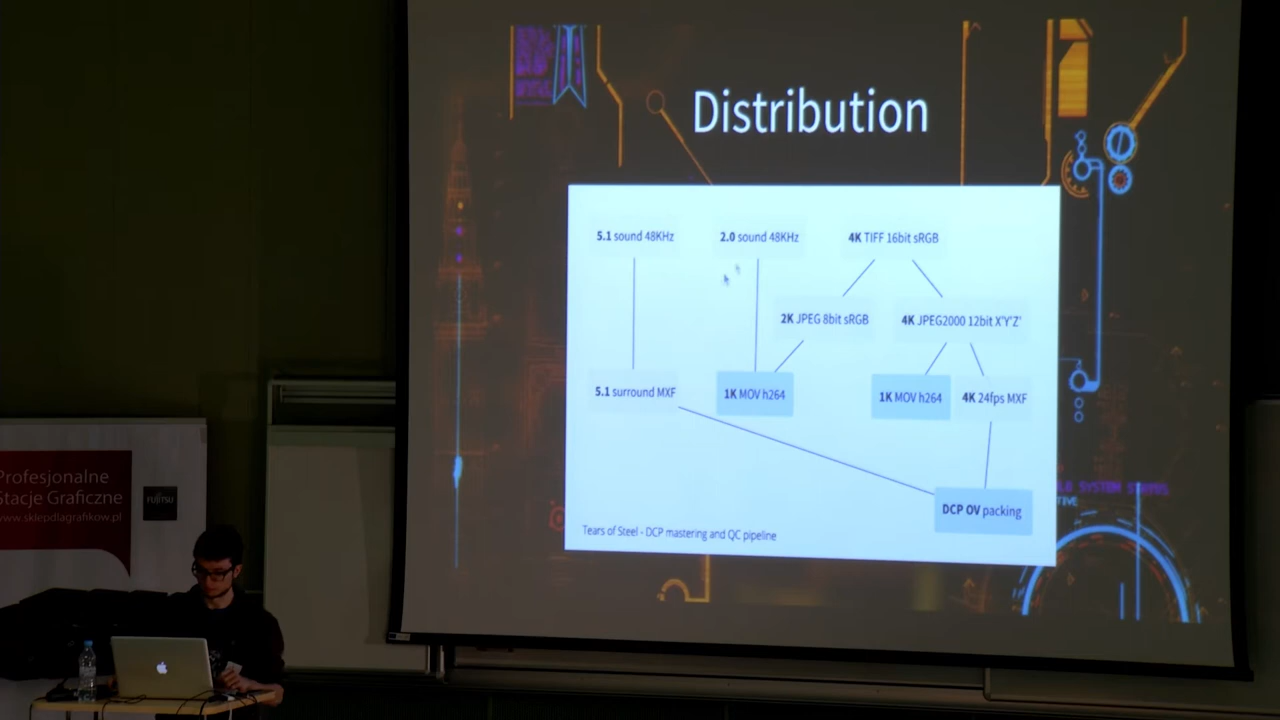 Distribution
5.1 sound 48KHz
2.0 sound 48KHz
4K TIFF 16bit sRGB
2K JPEG 8bit sRGB
4K JPEG2000 12bit X'Y'Z'
5.1 surround MXF
1K MOV h264
1K MOV h264
4K 24fps MXF
DCP OV packing
Tears of Steel - DCP mastering and QC pipeline
SYSTEM STATUS
Profesjonalne
Stacje Graficzne
www.sklepdlagrafikow.pl
FUJITSU